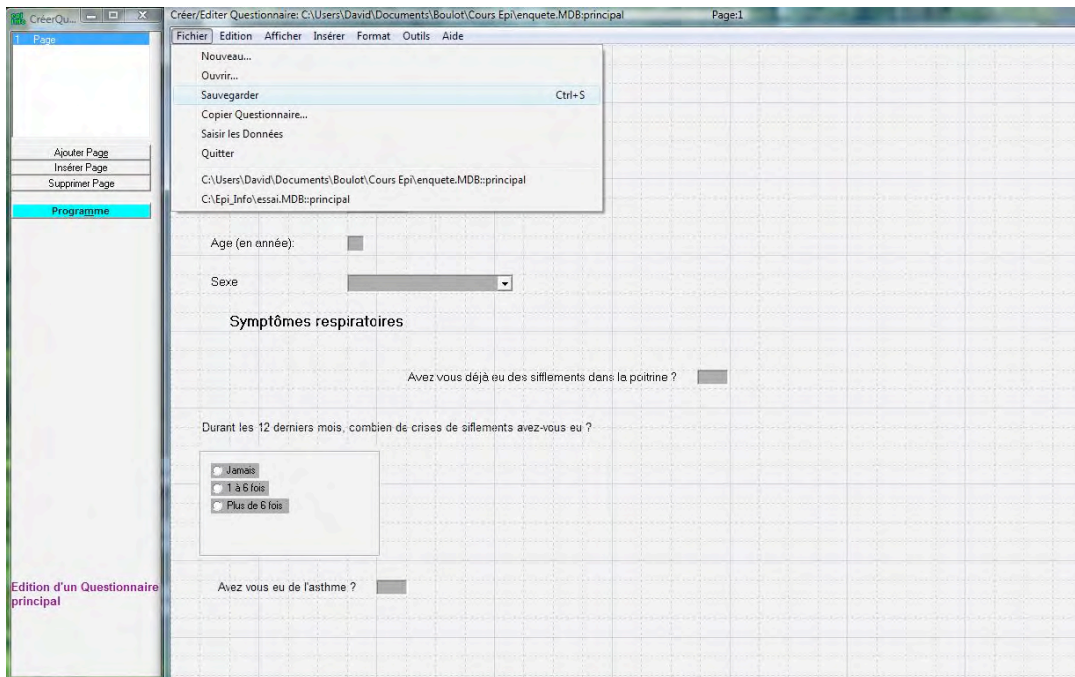 CréerQu...
Créer/Editer Questionnaire: C:\Users\David\Documents\Boulot\Cours Epi\enquete.MDB:principal Page:1
1 Page
Fichier Edition Afficher Insérer Format Outils Aide
Nouveau...
Ouvrir...
Sauvegarder Ctrl+S
Copier Questionnaire...
Saisir les Données
Quitter
C:\Users\David\Documents\Boulot\Cours Epi\enquete.MDB::principal
C:\Epi_Info\essai.MDB::principal
Ajouter Page
Insérer Page
Supprimer Page
Programme
Age (en année):
Sexe
Symptômes respiratoires
Avez vous déjà eu des sifflements dans la poitrine ?
Durant les 12 derniers mois, combien de crises de siflements avez-vous eu ?
Jamais
1 à 6 fois
Plus de 6 fois
Avez vous eu de l'asthme ?
Edition d'un Questionnaire
principal